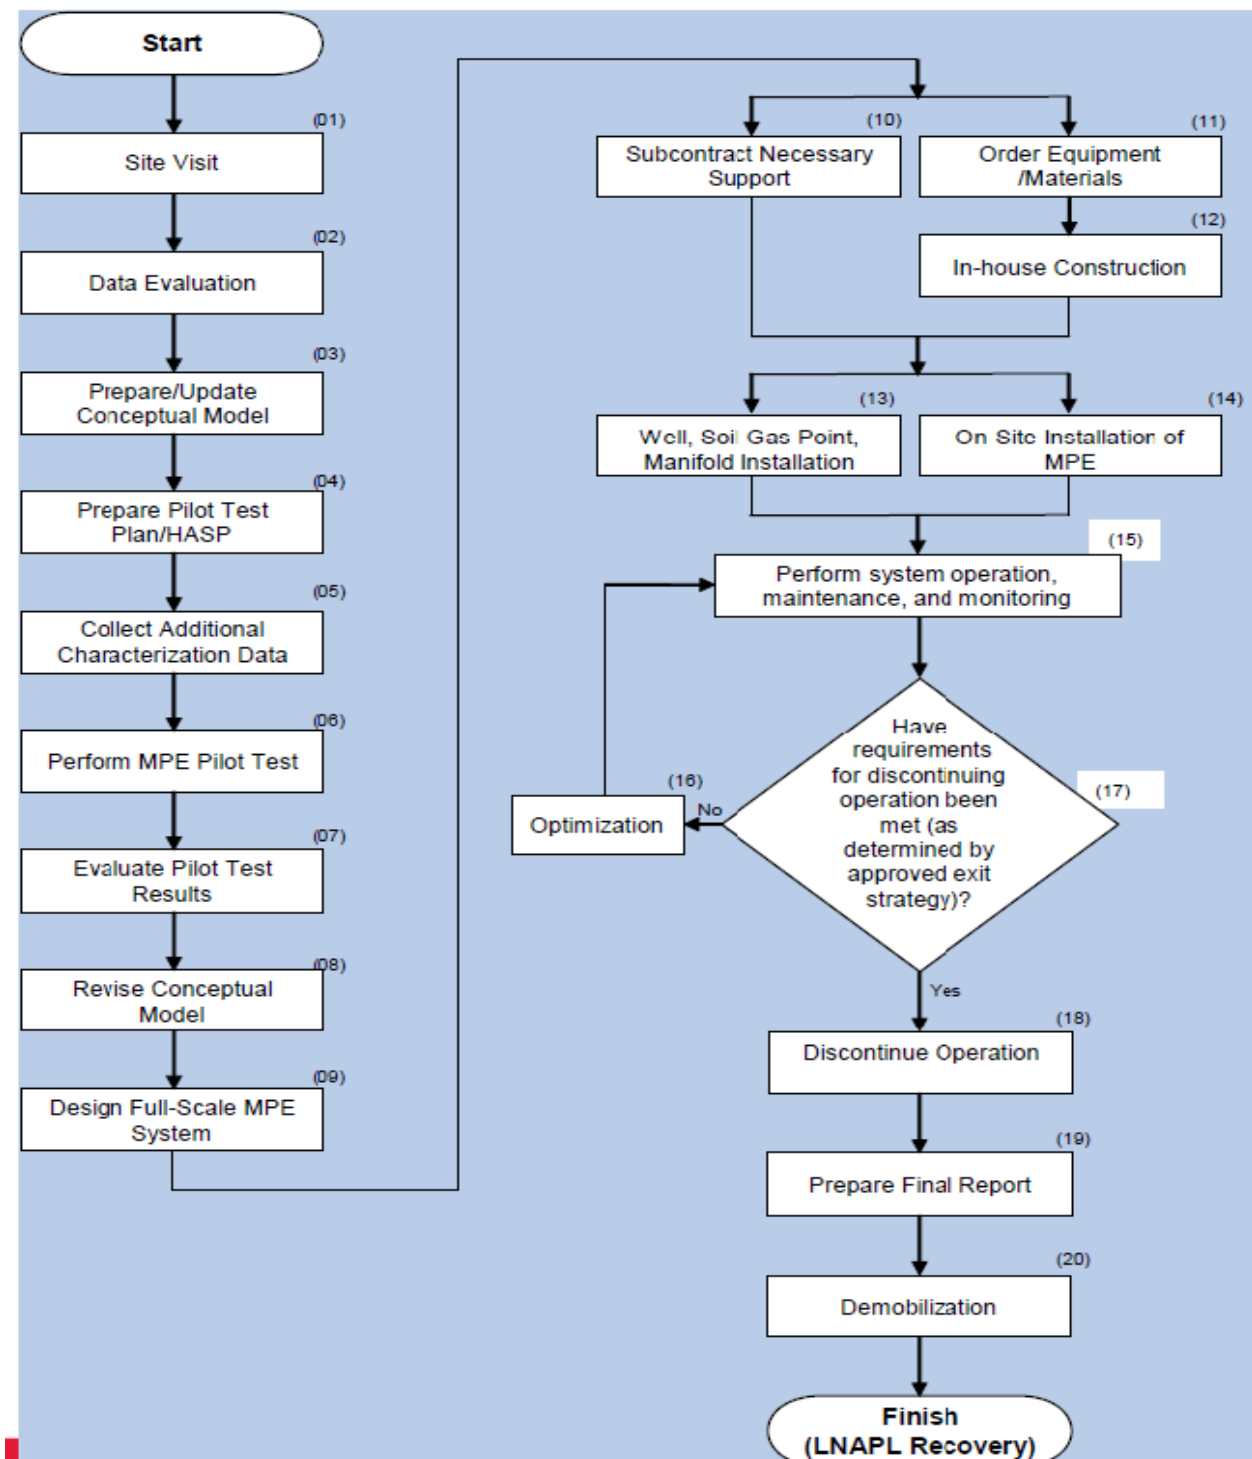 Start
(01)
Site Visit
(02)
Data Evaluation
(03)
Prepare/Update
Conceptual Model
(04)
Prepare Pilot Test
Plan/HASP
(05)
Collect Additional
Characterization Data
(06)
Perform MPE Pilot Test
(07)
Evaluate Pilot Test
Results
(08)
Revise Conceptual
Model
(09)
Design Full-Scale MPE
System
(10)
Subcontract Necessary
Support
(11)
Order Equipment
/Materials
(12)
In-house Construction
(13)
Well, Soil Gas Point,
Manifold Installation
(14)
On Site Installation of
MPE
(15)
Perform system operation,
maintenance, and monitoring
(16)
Optimization
No
(17)
Have
requirements
for discontinuing
operation been
met (as
determined by
approved exit
strategy)?
Yes
(18)
Discontinue Operation
(19)
Prepare Final Report
(20)
Demobilization
Finish
(LNAPL Recovery)